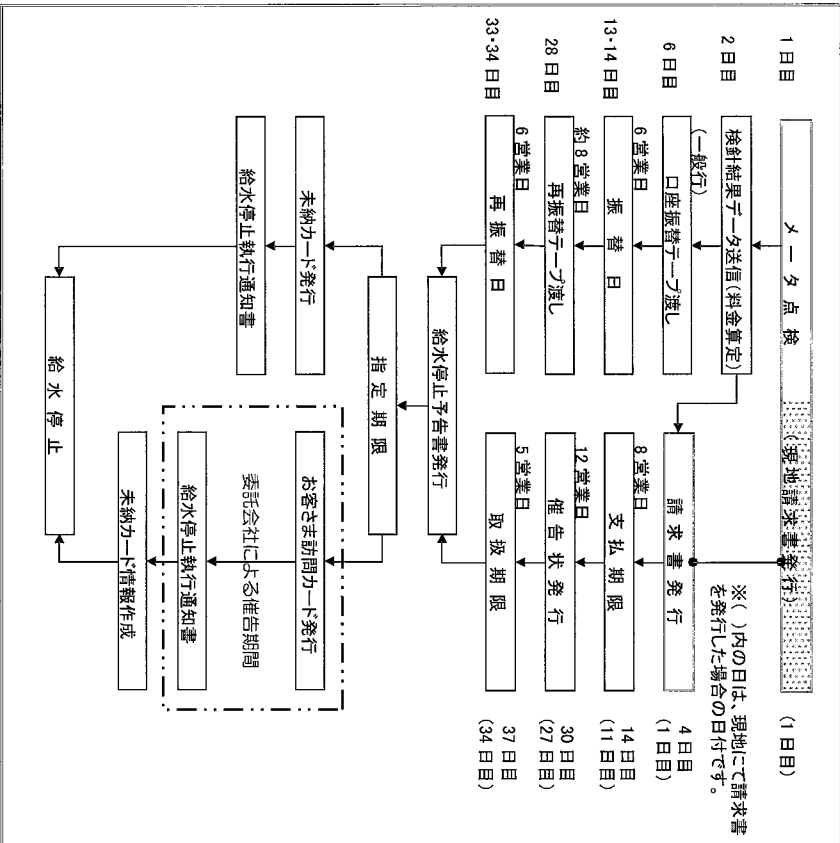 1日目
メータ点検
(現地請求書発行)
(1日目)
※( )内の日は、現地にて請求書
を発行した場合の日付です。
2日目
検針結果データ送信(料金算定)
(一般行)
6日目
口座振替テープ渡し
請求書発行
4日目
(1日目)
6営業日
8営業日
13・14日目
振替日
支払期限
14日目
(11日目)
約8営業日
12営業日
28日目
再振替テープ渡し
催告状発行
30日目
(27日目)
6営業日
5営業日
33・34日目
再振替日
取扱期限
37日目
(34日目)
給水停止予告書発行
指定期限
未納カード発行
お客さま訪問カード発行
委託会社による催告期間
給水停止執行通知書
給水停止執行通知書
未納カード情報作成
給水停止